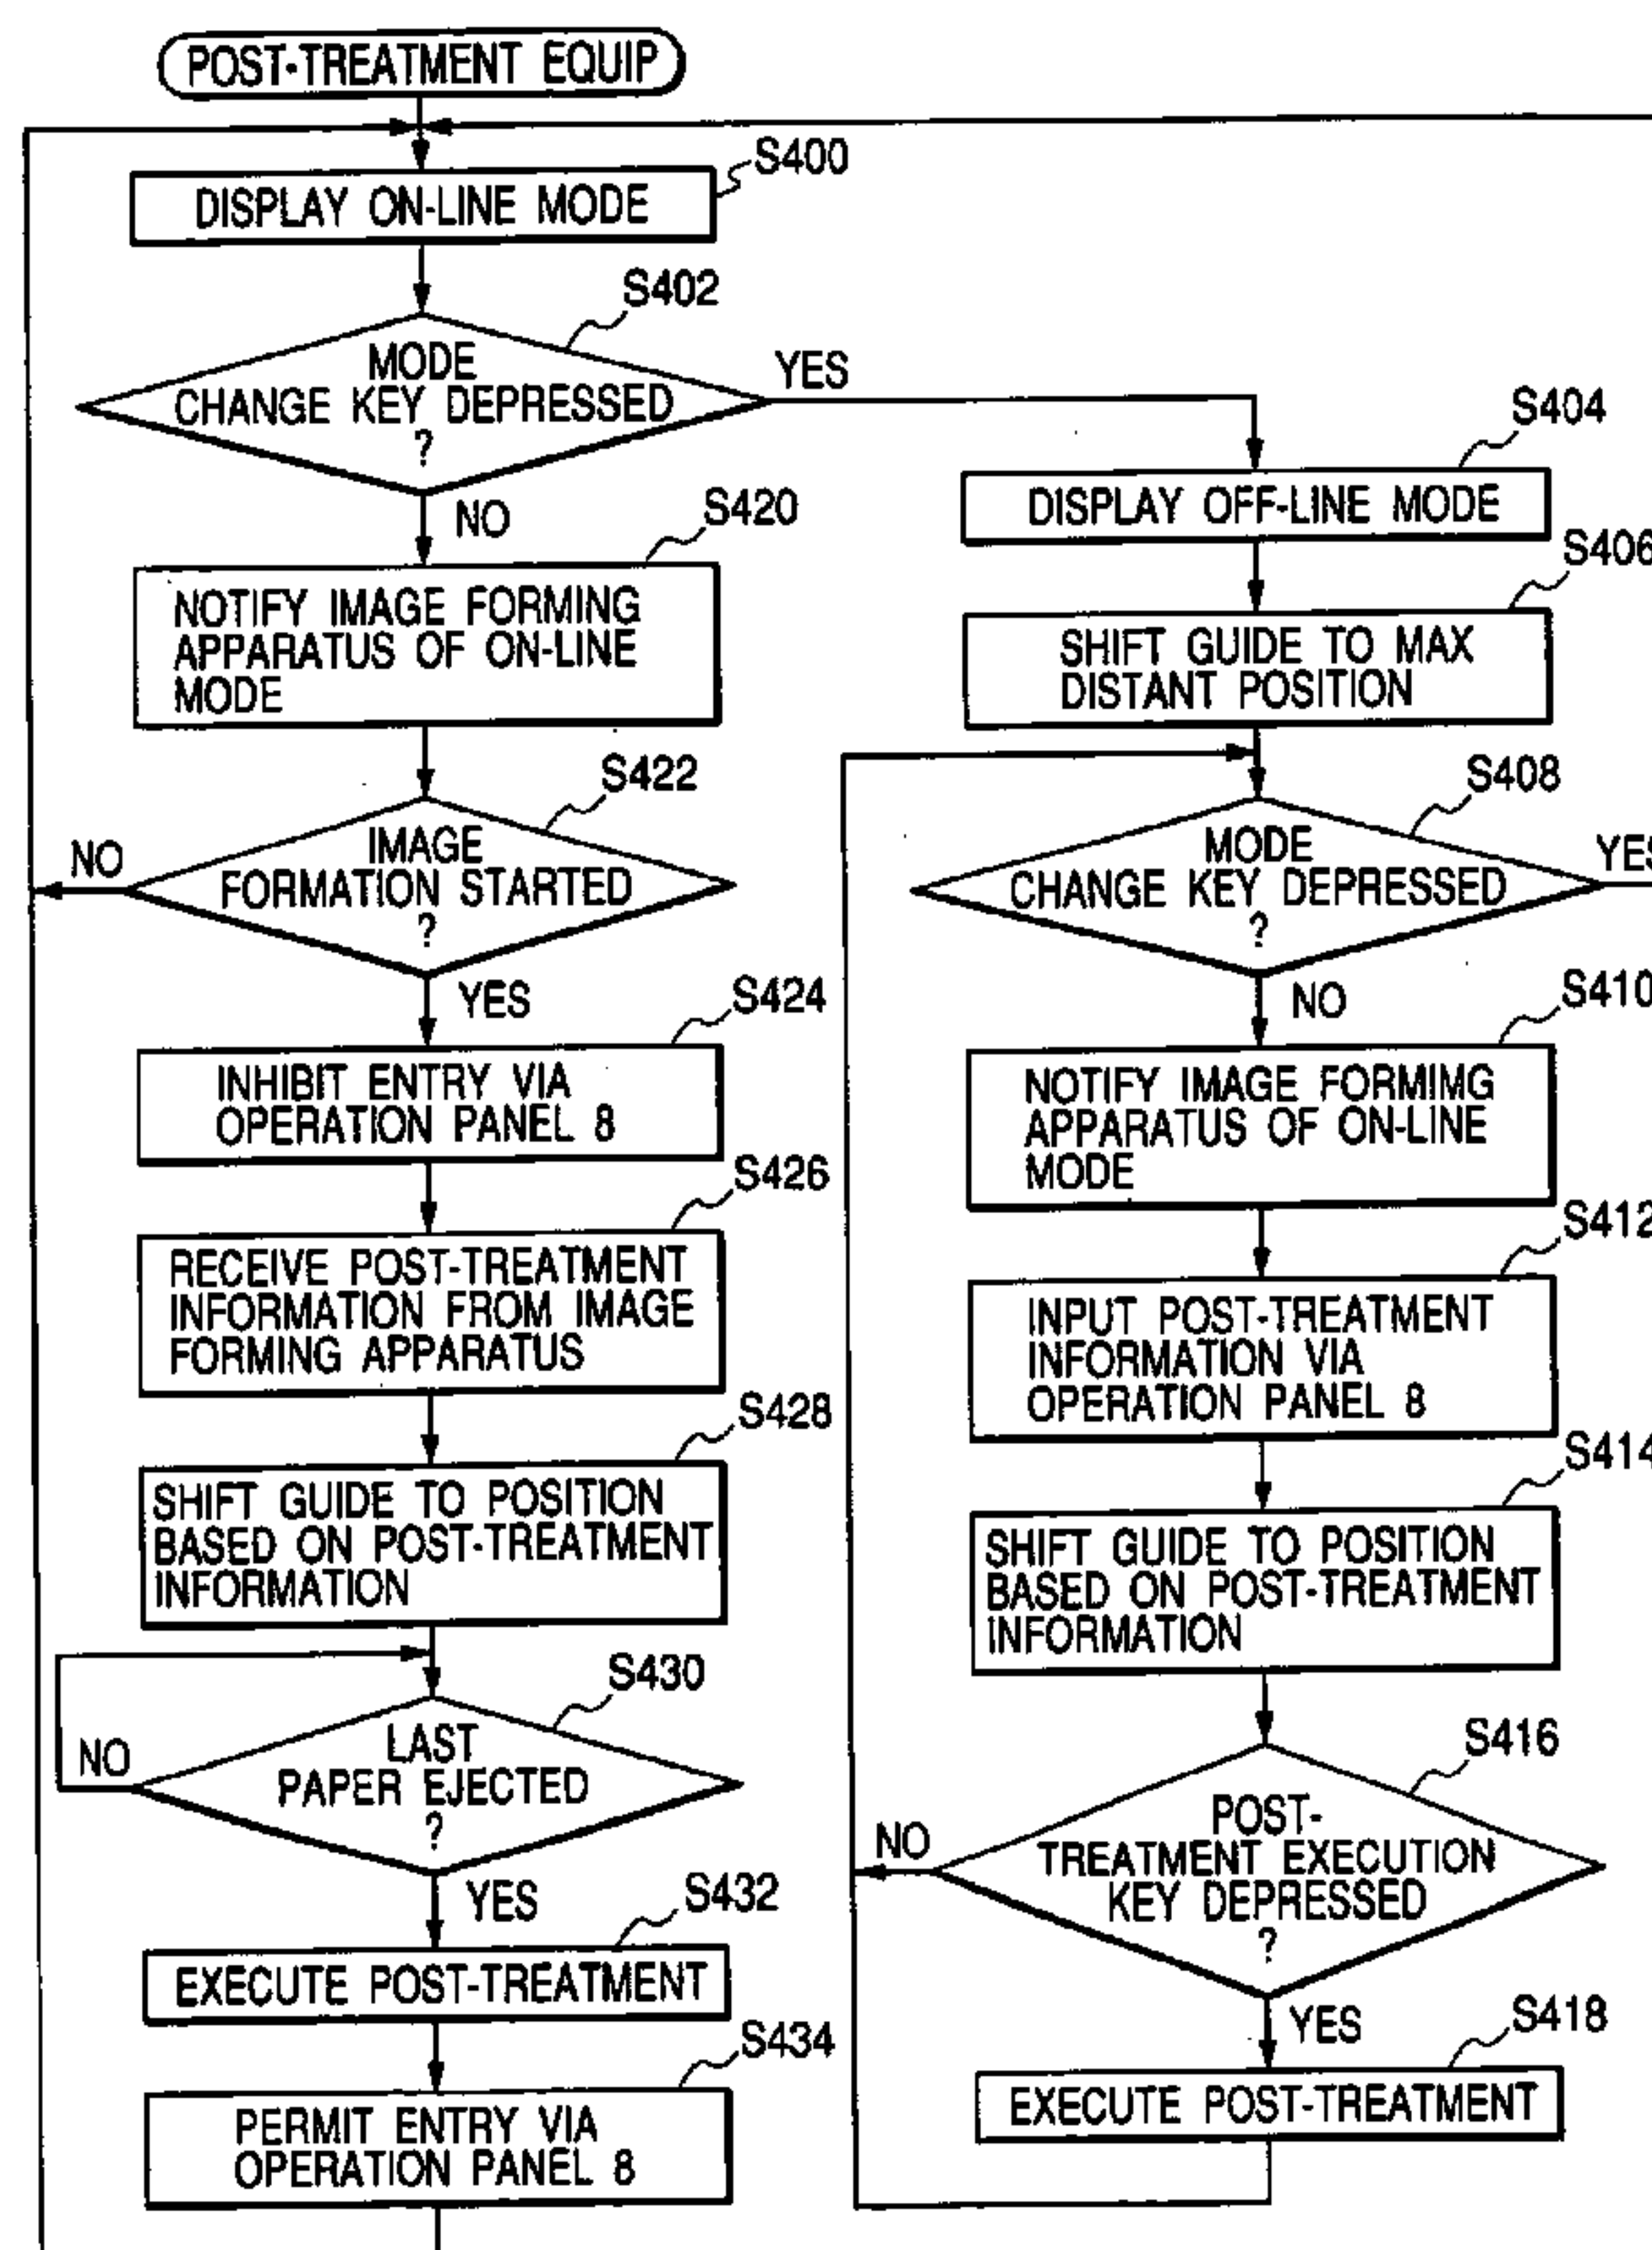 POST-TREATMENT EQUIP
S400
DISPLAY ON-LINE MODE
S402
MODE
CHANGE KEY DEPRESSED
?
YES
NO
S420
NOTIFY IMAGE FORMING
APPARATUS OF ON-LINE
MODE
S422
IMAGE
FORMATION STARTED
?
NO
YES
S424
INHIBIT ENTRY VIA
OPERATION PANEL 8
S426
RECEIVE POST-TREATMENT
INFORMATION FROM IMAGE
FORMING APPARATUS
S428
SHIFT GUIDE TO POSITION
BASED ON POST-TREATMENT
INFORMATION
S430
LAST
PAPER EJECTED
?
NO
YES
S432
EXECUTE POST-TREATMENT
S434
PERMIT ENTRY VIA
OPERATION PANEL 8
S404
DISPLAY OFF-LINE MODE
S406
SHIFT GUIDE TO MAX
DISTANT POSITION
S408
MODE
CHANGE KEY DEPRESSED
?
YES
NO
S410
NOTIFY IMAGE FORMIMG
APPARATUS OF ON-LINE
MODE
S412
INPUT POST-TREATMENT
INFORMATION VIA
OPERATION PANEL 8
S414
SHIFT GUIDE TO POSITION
BASED ON POST-TREATMENT
INFORMATION
S416
POST-
TREATMENT EXECUTION
KEY DEPRESSED
?
NO
YES
S418
EXECUTE POST-TREATMENT